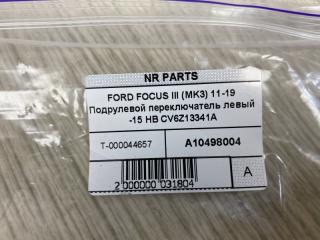 NR PARTS
FORD FOCUS III (MK3) 11-19
Подрулевой переключатель левый
-15 HB CV6Z13341A
T-000044657
A10498004
2 000000 031804
A